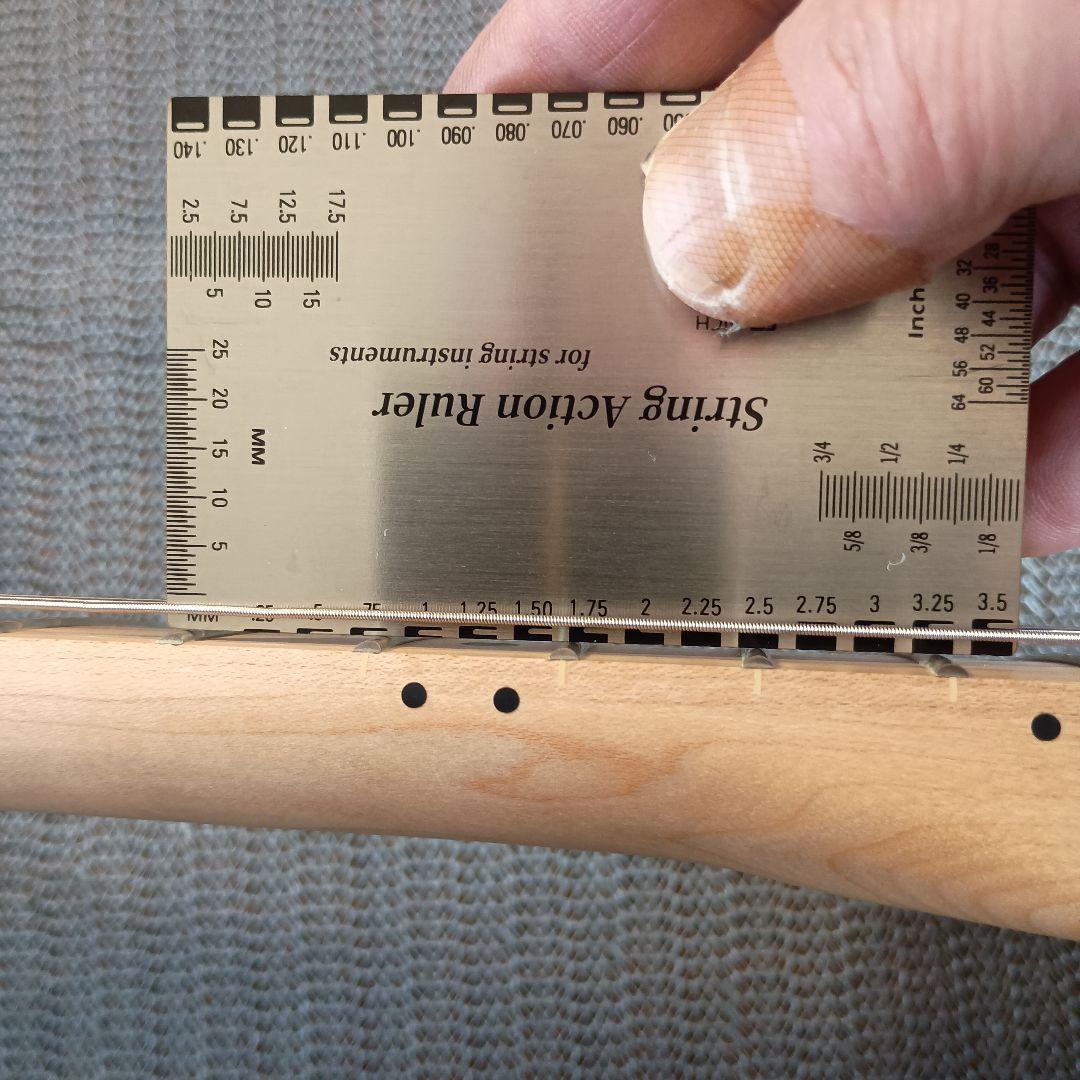 .140 .130 .120 .110 .100 .090 .080 .070 .060
2.5 7.5 12.5 17.5
5 10 15
28
32
36
40
44
48
52
56
60
64
Inch
25
20
15
10
5
MM
for string instruments
String Action Ruler
3/4 1/2 1/4
5/8 3/8 1/8
MM .25 .5 .75 1 1.25 1.50 1.75 2 2.25 2.5 2.75 3 3.25 3.5